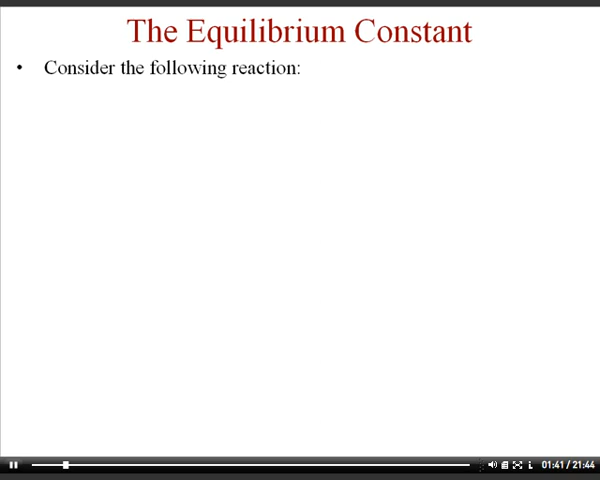 The Equilibrium Constant
• Consider the following reaction:
01:41 / 21:44